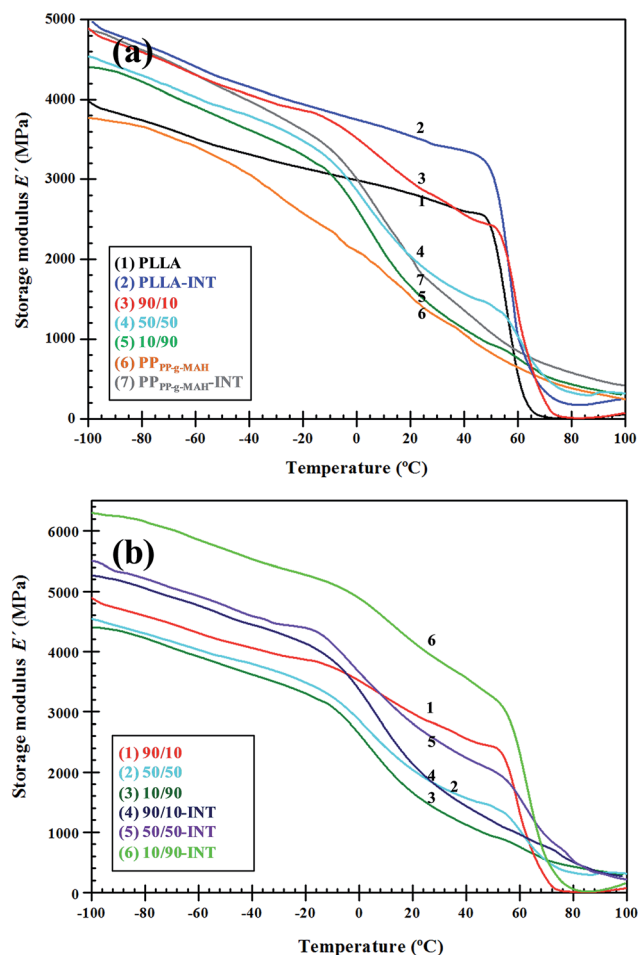 5000
4000
3000
2000
1000
0
Storage modulus E´ (MPa)
(a)
2
3
1
4
7
5
6
(1) PLLA
(2) PLLA-INT
(3) 90/10
(4) 50/50
(5) 10/90
(6) PPPP-g-MAH
(7) PPPP-g-MAH-INT
-100 -80 -60 -40 -20 0 20 40 60 80 100
Temperature (ºC)
6000
5000
4000
3000
2000
1000
0
Storage modulus E´ (MPa)
(b)
6
1
5
4 2
3
(1) 90/10
(2) 50/50
(3) 10/90
(4) 90/10-INT
(5) 50/50-INT
(6) 10/90-INT
-100 -80 -60 -40 -20 0 20 40 60 80 100
Temperature (ºC)